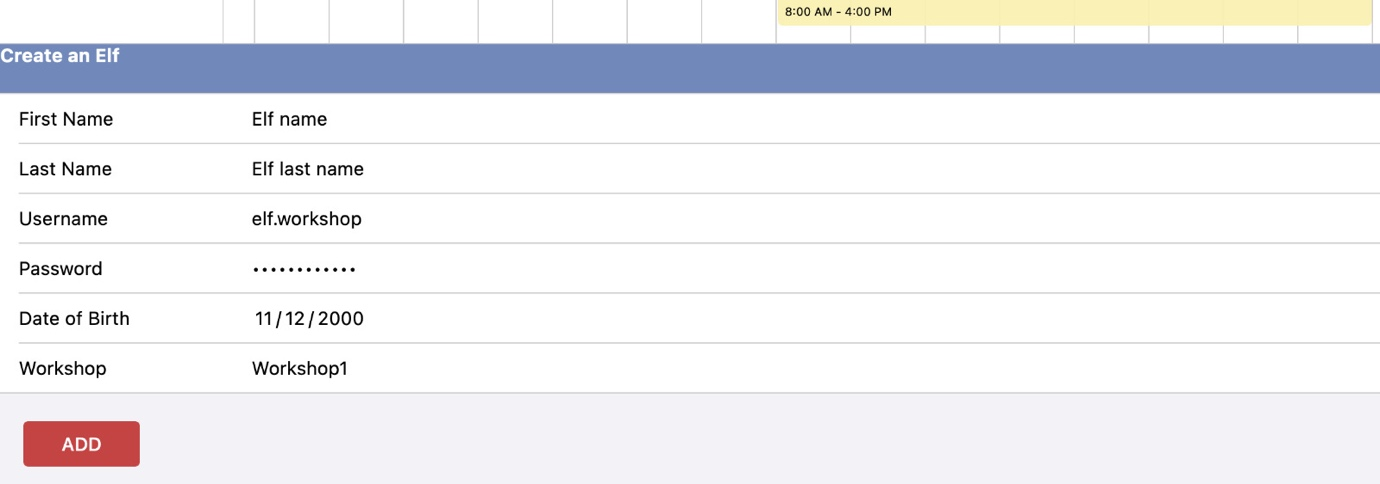 8:00 AM - 4:00 PM
Create an Elf
First Name Elf name
Last Name Elf last name
Username elf.workshop
Password ••••••••••••
Date of Birth 11/12/2000
Workshop Workshop1
ADD